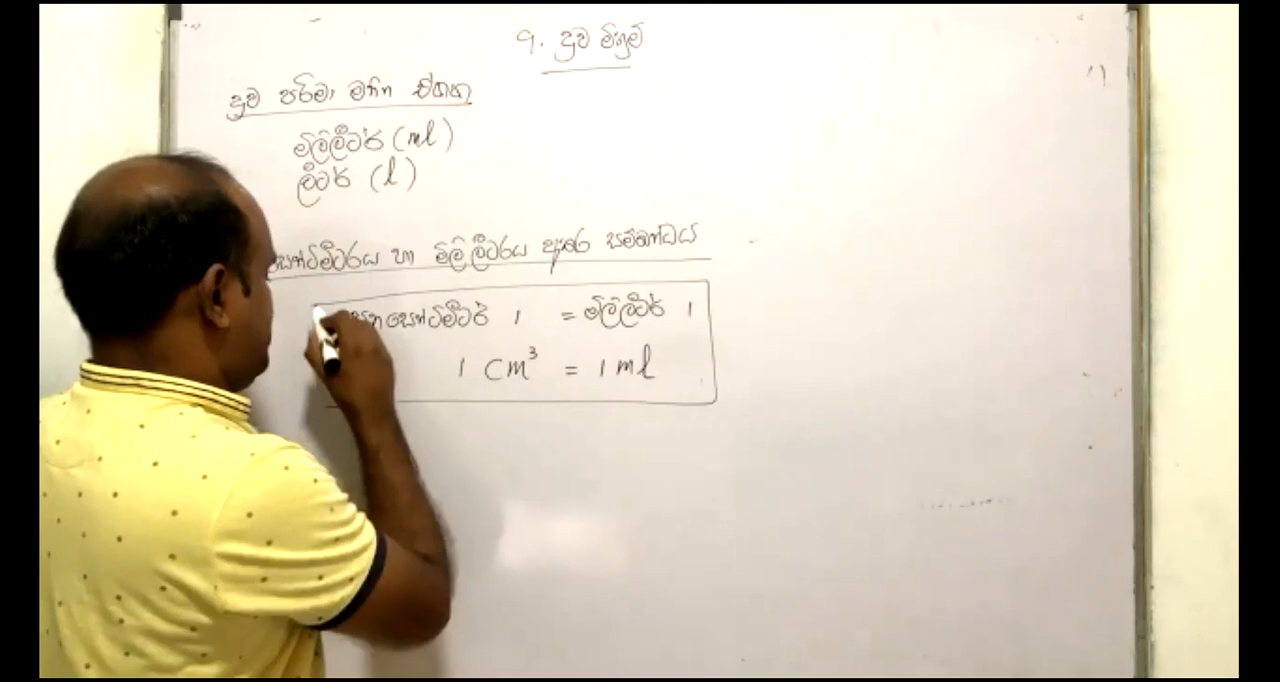 9. ද්‍රව මිනුම්
ද්‍රව පරිමා මනින ඒකක
මිලිලීටර් (ml)
ලීටර් (l)
සෙන්ටිමීටරය හා මිලිලීටරය අතර සම්බන්ධය
ඝනසෙන්ටිමීටර් 1 = මිලිලීටර් 1
1 cm³ = 1 ml